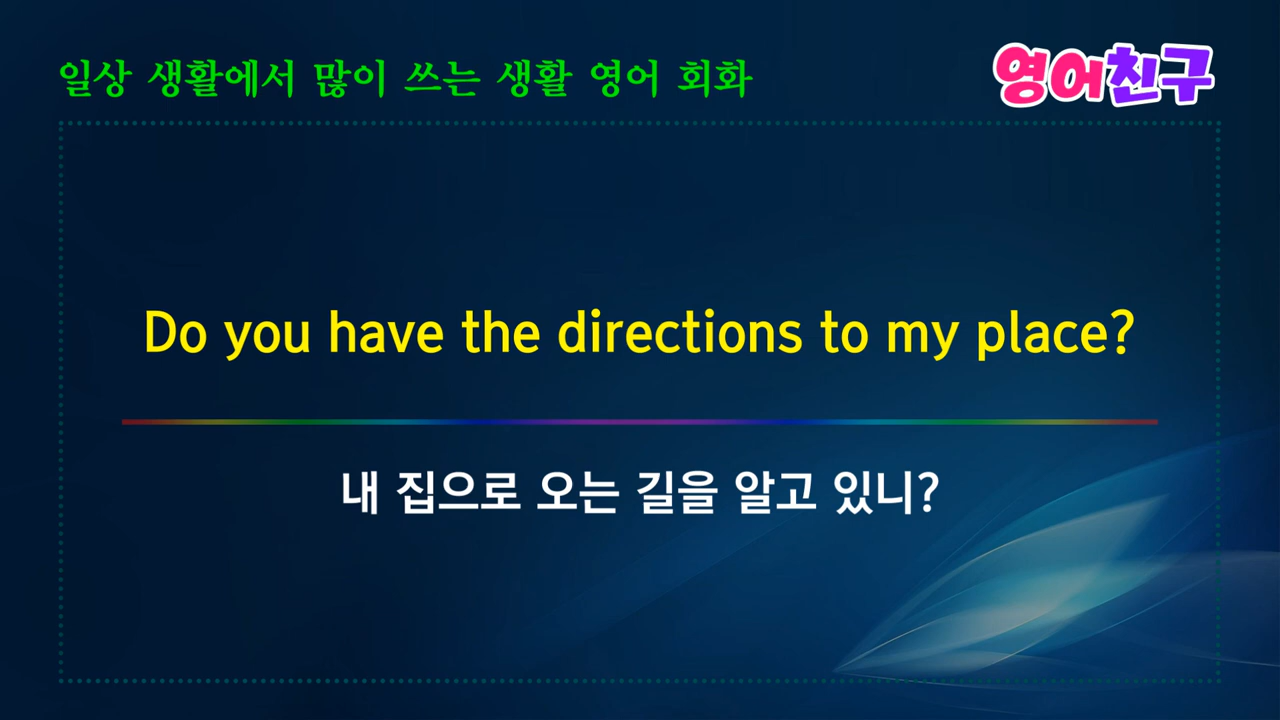 일상 생활에서 많이 쓰는 생활 영어 회화
영어친구
Do you have the directions to my place?
내 집으로 오는 길을 알고 있니?